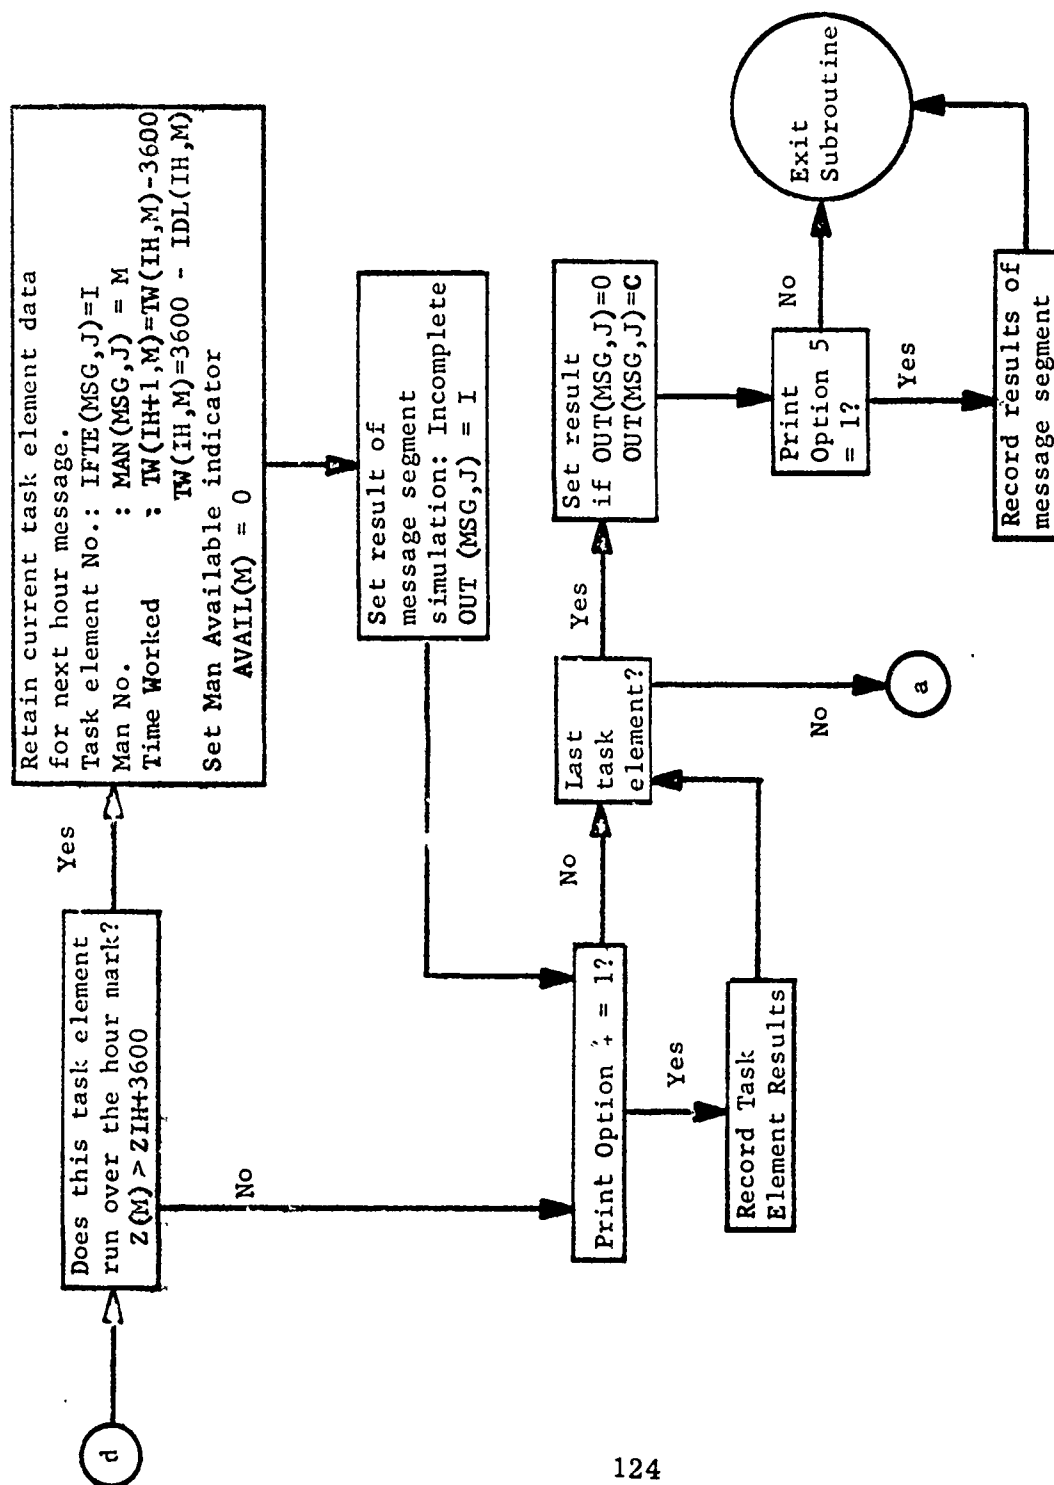 d
Does this task element
run over the hour mark?
Z(M) > ZIH+3600
Yes
No
Retain current task element data
for next hour message.
Task element No.: IFTE(MSG,J)=I
Man No. : MAN(MSG,J) = M
Time Worked : TW(IH+1,M)=TW(IH,M)-3600
TW(IH,M)=3600 - IDL(IH,M)
Set Man Available indicator
AVAIL(M) = 0
Set result of
message segment
simulation: Incomplete
OUT (MSG,J) = I
Print Option = 1?
No
Yes
Record Task
Element Results
Last
task
element?
Yes
No
a
Set result
if OUT(MSG,J)=0
OUT(MSG,J)=C
Print
Option 5
= 1?
No
Yes
Exit
Subroutine
Record results of
message segment
124